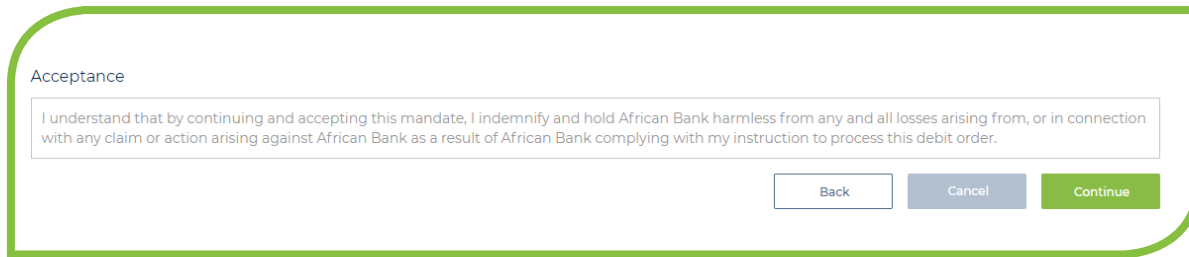 Acceptance
I understand that by continuing and accepting this mandate, I indemnify and hold African Bank harmless from any and all losses arising from, or in connection
with any claim or action arising against African Bank as a result of African Bank complying with my instruction to process this debit order.
Back
Cancel
Continue